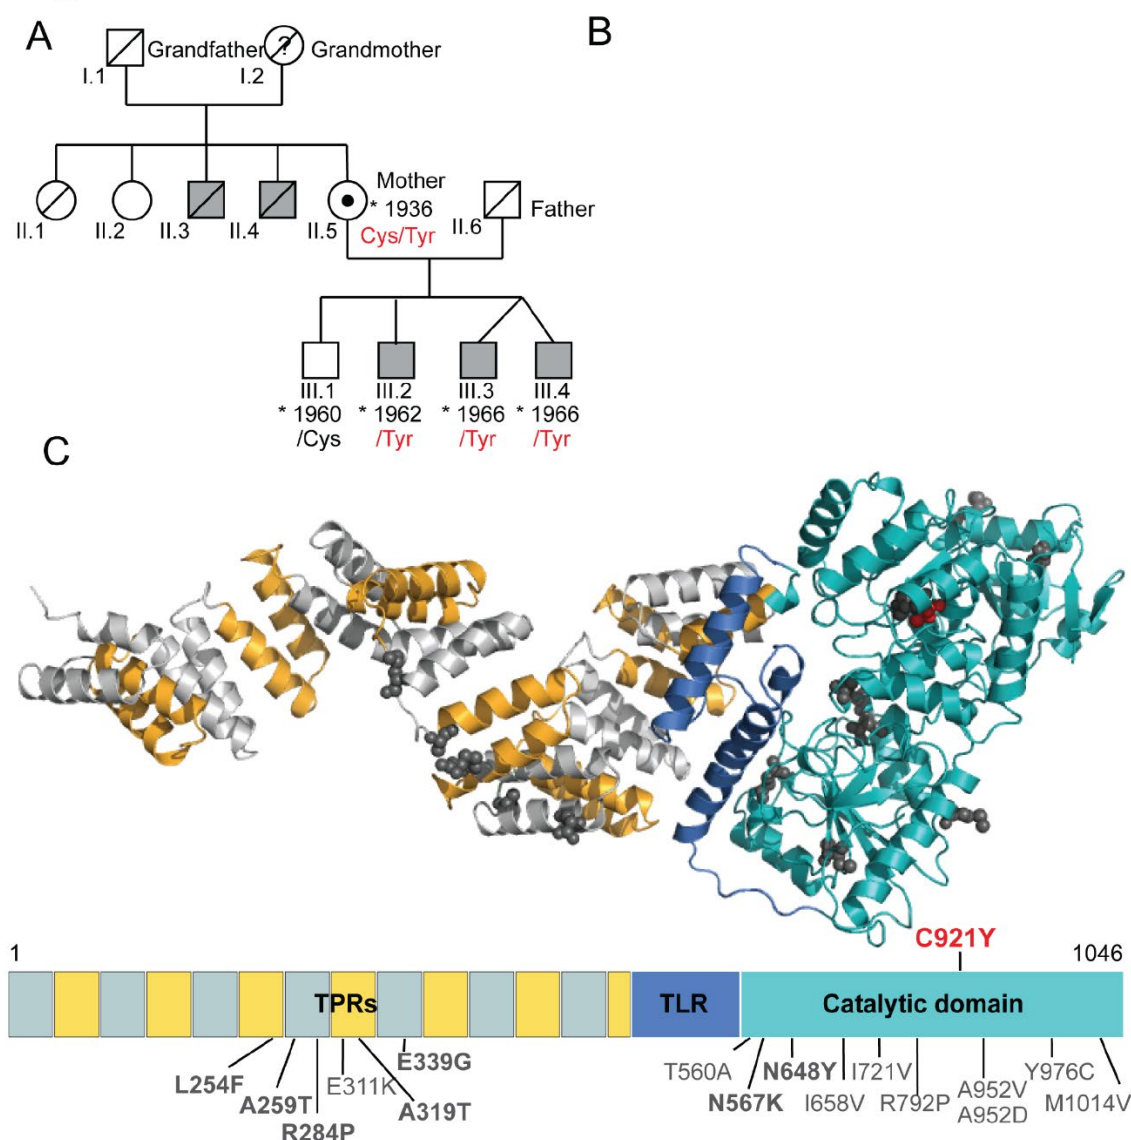 A
B
Grandfather
Grandmother
?
I.1
I.2
Mother
* 1936
Cys/Tyr
Father
II.1
II.2
II.3
II.4
II.5
II.6
III.1
III.2
III.3
III.4
* 1960
* 1962
* 1966
* 1966
/Cys
/Tyr
/Tyr
/Tyr
C
C921Y
1
1046
TPRs
TLR
Catalytic domain
L254F
A259T
R284P
E311K
A319T
E339G
T560A
N567K
N648Y
I658V
I721V
R792P
A952V
A952D
Y976C
M1014V